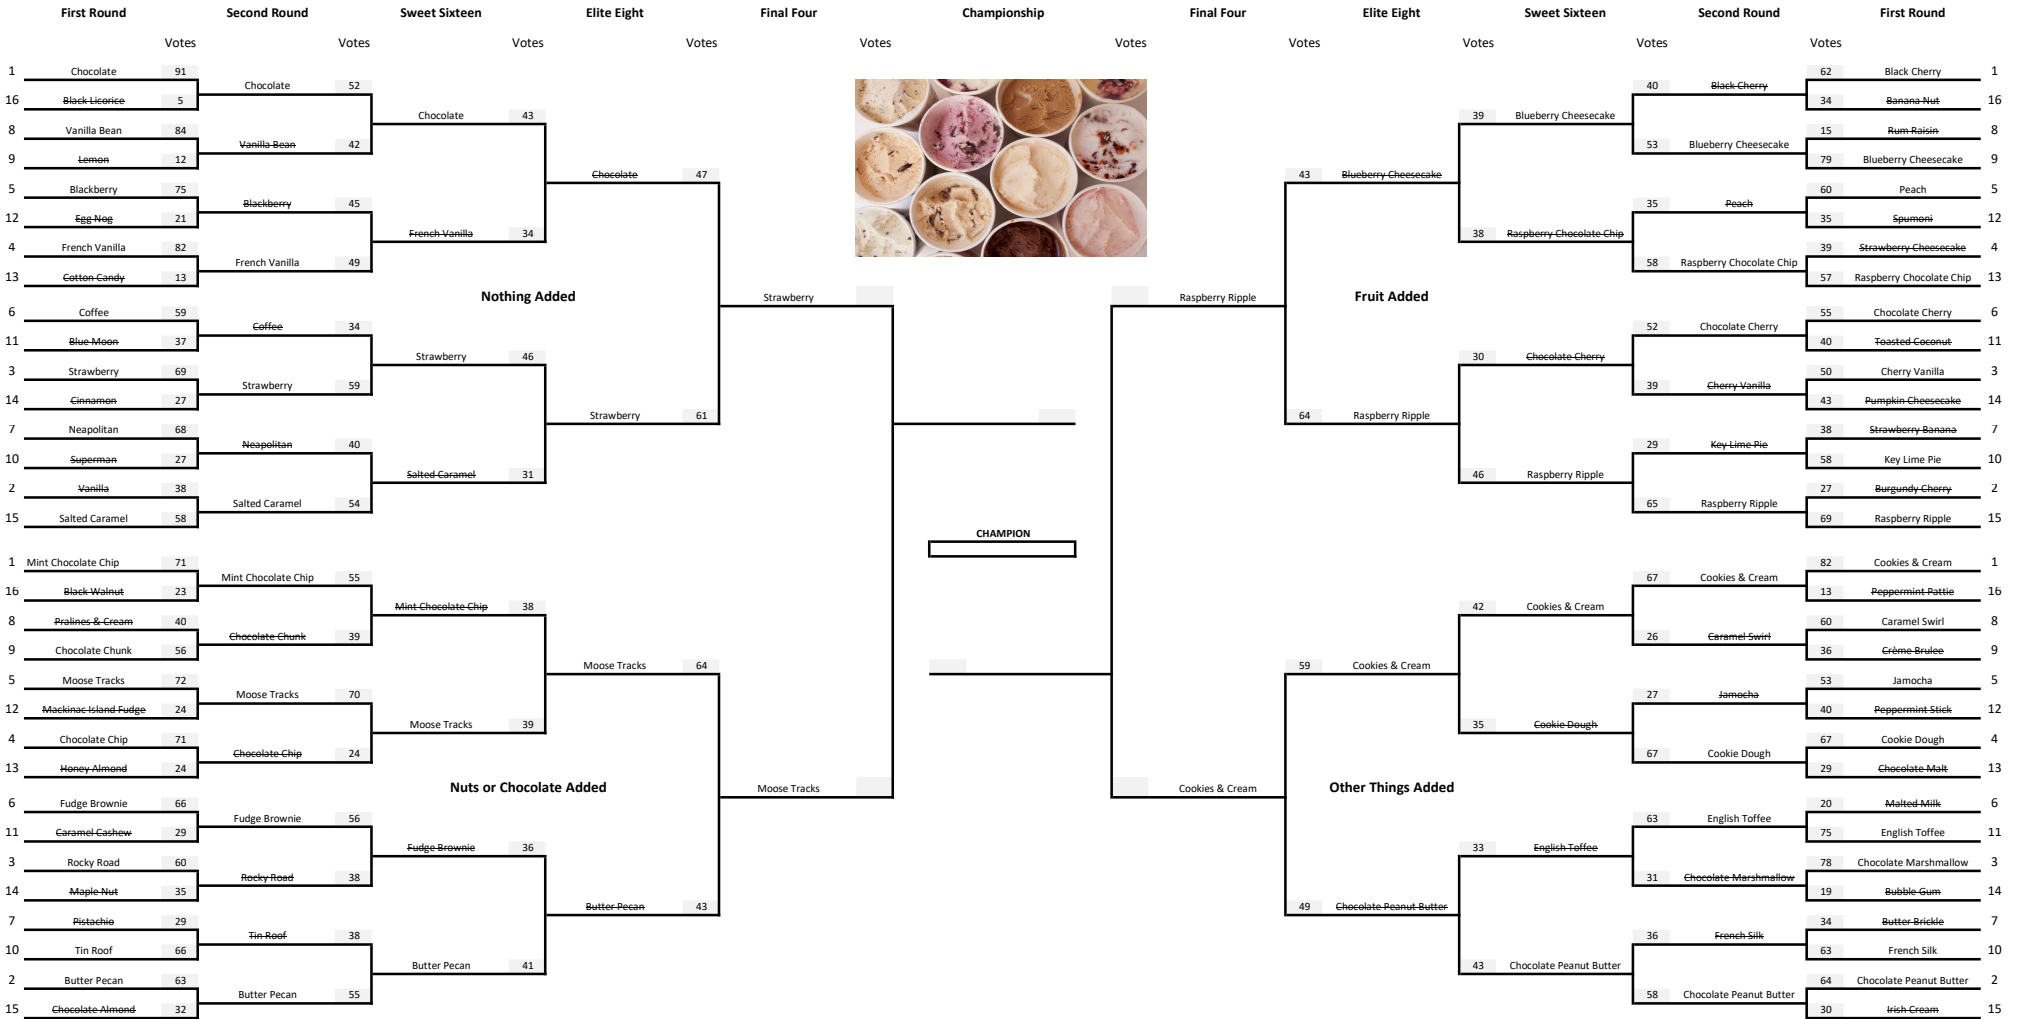 First Round Second Round Sweet Sixteen Elite Eight Final Four Championship Final Four Elite Eight Sweet Sixteen Second Round First Round
Votes Votes Votes Votes Votes Votes Votes Votes Votes Votes
1 Chocolate 91 62 Black Cherry 1
Chocolate 52 40 Black Cherry
16 Black Licorice 5 34 Banana Nut 16
Chocolate 43 39 Blueberry Cheesecake
8 Vanilla Bean 84 15 Rum Raisin 8
Vanilla Bean 42 53 Blueberry Cheesecake
9 Lemon 12 79 Blueberry Cheesecake 9
Chocolate 47 43 Blueberry Cheesecake
5 Blackberry 75 60 Peach 5
Blackberry 45 35 Peach
12 Egg Nog 21 35 Spumoni 12
French Vanilla 34 38 Raspberry Chocolate Chip
4 French Vanilla 82 39 Strawberry Cheesecake 4
French Vanilla 49 58 Raspberry Chocolate Chip
13 Cotton Candy 13 57 Raspberry Chocolate Chip 13
Nothing Added Strawberry Raspberry Ripple Fruit Added
6 Coffee 59 55 Chocolate Cherry 6
Coffee 34 52 Chocolate Cherry
11 Blue Moon 37 40 Toasted Coconut 11
Strawberry 46 30 Chocolate Cherry
3 Strawberry 69 50 Cherry Vanilla 3
Strawberry 59 39 Cherry Vanilla
14 Cinnamon 27 43 Pumpkin Cheesecake 14
Strawberry 61 64 Raspberry Ripple
7 Neapolitan 68 38 Strawberry Banana 7
Neapolitan 40 29 Key Lime Pie
10 Superman 27 58 Key Lime Pie 10
Salted Caramel 31 46 Raspberry Ripple
2 Vanilla 38 27 Burgundy Cherry 2
Salted Caramel 54 65 Raspberry Ripple
15 Salted Caramel 58 69 Raspberry Ripple 15
CHAMPION
1 Mint Chocolate Chip 71 82 Cookies & Cream 1
Mint Chocolate Chip 55 67 Cookies & Cream
16 Black Walnut 23 13 Peppermint Pattie 16
Mint Chocolate Chip 38 42 Cookies & Cream
8 Pralines & Cream 40 60 Caramel Swirl 8
Chocolate Chunk 39 26 Caramel Swirl
9 Chocolate Chunk 56 36 Crème Brulee 9
Moose Tracks 64 59 Cookies & Cream
5 Moose Tracks 72 53 Jamocha 5
Moose Tracks 70 27 Jamocha
12 Mackinac Island Fudge 24 40 Peppermint Stick 12
Moose Tracks 39 35 Cookie Dough
4 Chocolate Chip 71 67 Cookie Dough 4
Chocolate Chip 24 67 Cookie Dough
13 Honey Almond 24 29 Chocolate Malt 13
Nuts or Chocolate Added Moose Tracks Cookies & Cream Other Things Added
6 Fudge Brownie 66 20 Malted Milk 6
Fudge Brownie 56 63 English Toffee
11 Caramel Cashew 29 75 English Toffee 11
Fudge Brownie 36 33 English Toffee
3 Rocky Road 60 78 Chocolate Marshmallow 3
Rocky Road 38 31 Chocolate Marshmallow
14 Maple Nut 35 19 Bubble Gum 14
Butter Pecan 43 49 Chocolate Peanut Butter
7 Pistachio 29 34 Butter Brickle 7
Tin Roof 38 36 French Silk
10 Tin Roof 66 63 French Silk 10
Butter Pecan 41 43 Chocolate Peanut Butter
2 Butter Pecan 63 64 Chocolate Peanut Butter 2
Butter Pecan 55 58 Chocolate Peanut Butter
15 Chocolate Almond 32 30 Irish Cream 15